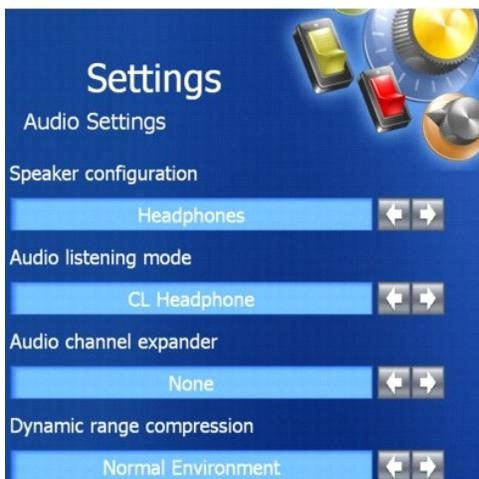 Settings
Audio Settings
Speaker configuration
Headphones
Audio listening mode
CL Headphone
Audio channel expander
None
Dynamic range compression
Normal Environment